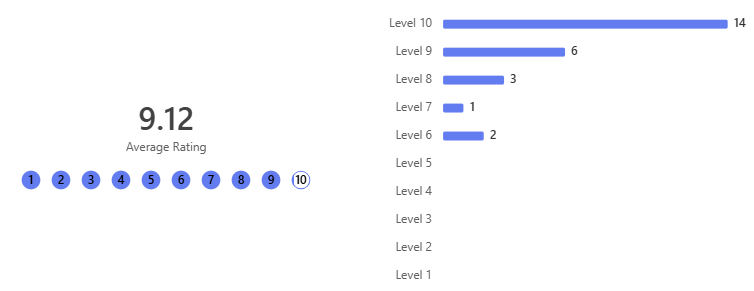 9.12
Average Rating
1 2 3 4 5 6 7 8 9 10
Level 10 14
Level 9 6
Level 8 3
Level 7 1
Level 6 2
Level 5
Level 4
Level 3
Level 2
Level 1